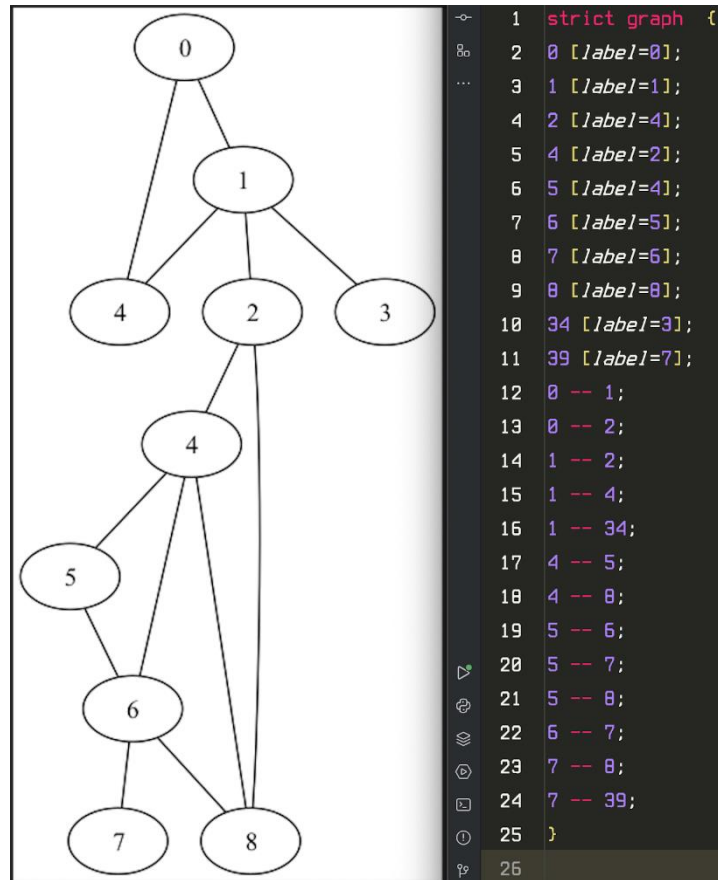 0
1
4 2 3
4
5
6
7 8
1 strict graph {
2 0 [label=0];
3 1 [label=1];
4 2 [label=4];
5 4 [label=2];
6 5 [label=4];
7 6 [label=5];
8 7 [label=6];
9 8 [label=8];
10 34 [label=3];
11 39 [label=7];
12 0 -- 1;
13 0 -- 2;
14 1 -- 2;
15 1 -- 4;
16 1 -- 34;
17 4 -- 5;
18 4 -- 8;
19 5 -- 6;
20 5 -- 7;
21 5 -- 8;
22 6 -- 7;
23 7 -- 8;
24 7 -- 39;
25 }
26